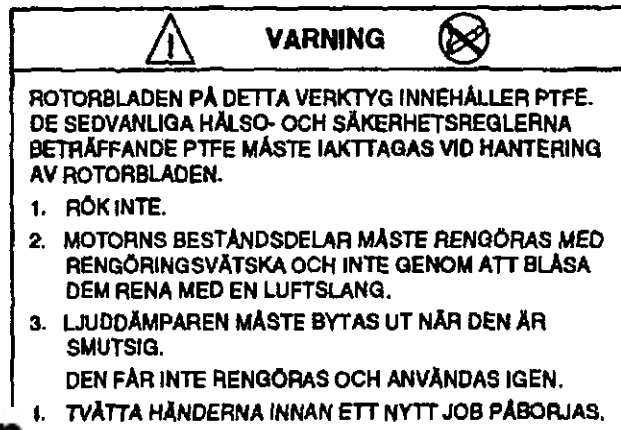 VARNING
ROTORBLADEN PÅ DETTA VERKTYG INNEHÅLLER PTFE.
DE SEDVANLIGA HÄLSO- OCH SÄKERHETSREGLERNA
BETRÄFFANDE PTFE MÅSTE IAKTTAGAS VID HANTERING
AV ROTORBLADEN.
1. RÖK INTE.
2. MOTORNS BESTÅNDSDELAR MÅSTE RENGÖRAS MED
RENGÖRINGSVÄTSKA OCH INTE GENOM ATT BLÅSA
DEM RENA MED EN LUFTSLANG.
3. LJUDDÄMPAREN MÅSTE BYTAS UT NÄR DEN ÄR
SMUTSIG.
DEN FÅR INTE RENGÖRAS OCH ANVÄNDAS IGEN.
TVÄTTA HÄNDERNA INNAN ETT NYTT JOB PÅBORJAS.